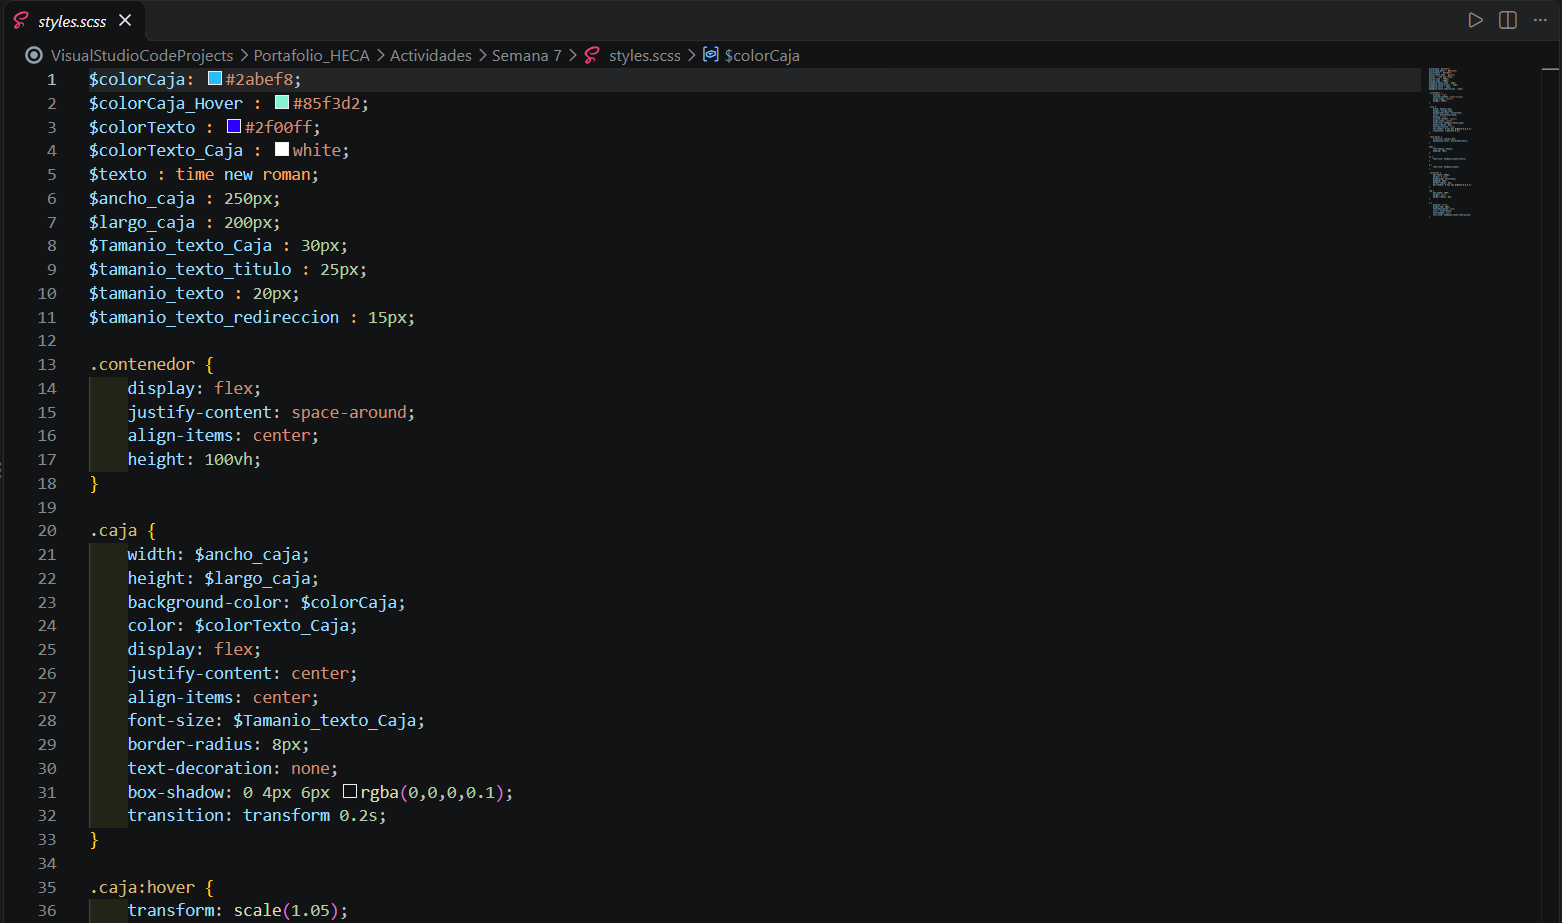 styles.scss
VisualStudioCodeProjects > Portafolio_HECA > Actividades > Semana 7 > styles.scss > $colorCaja
1 $colorCaja: #2abef8;
2 $colorCaja_Hover : #85f3d2;
3 $colorTexto : #2f00ff;
4 $colorTexto_Caja : white;
5 $texto : time new roman;
6 $ancho_caja : 250px;
7 $largo_caja : 200px;
8 $Tamanio_texto_Caja : 30px;
9 $tamanio_texto_titulo : 25px;
10 $tamanio_texto : 20px;
11 $tamanio_texto_redireccion : 15px;
12
13 .contenedor {
14 display: flex;
15 justify-content: space-around;
16 align-items: center;
17 height: 100vh;
18 }
19
20 .caja {
21 width: $ancho_caja;
22 height: $largo_caja;
23 background-color: $colorCaja;
24 color: $colorTexto_Caja;
25 display: flex;
26 justify-content: center;
27 align-items: center;
28 font-size: $Tamanio_texto_Caja;
29 border-radius: 8px;
30 text-decoration: none;
31 box-shadow: 0 4px 6px rgba(0,0,0,0.1);
32 transition: transform 0.2s;
33 }
34
35 .caja:hover {
36 transform: scale(1.05);